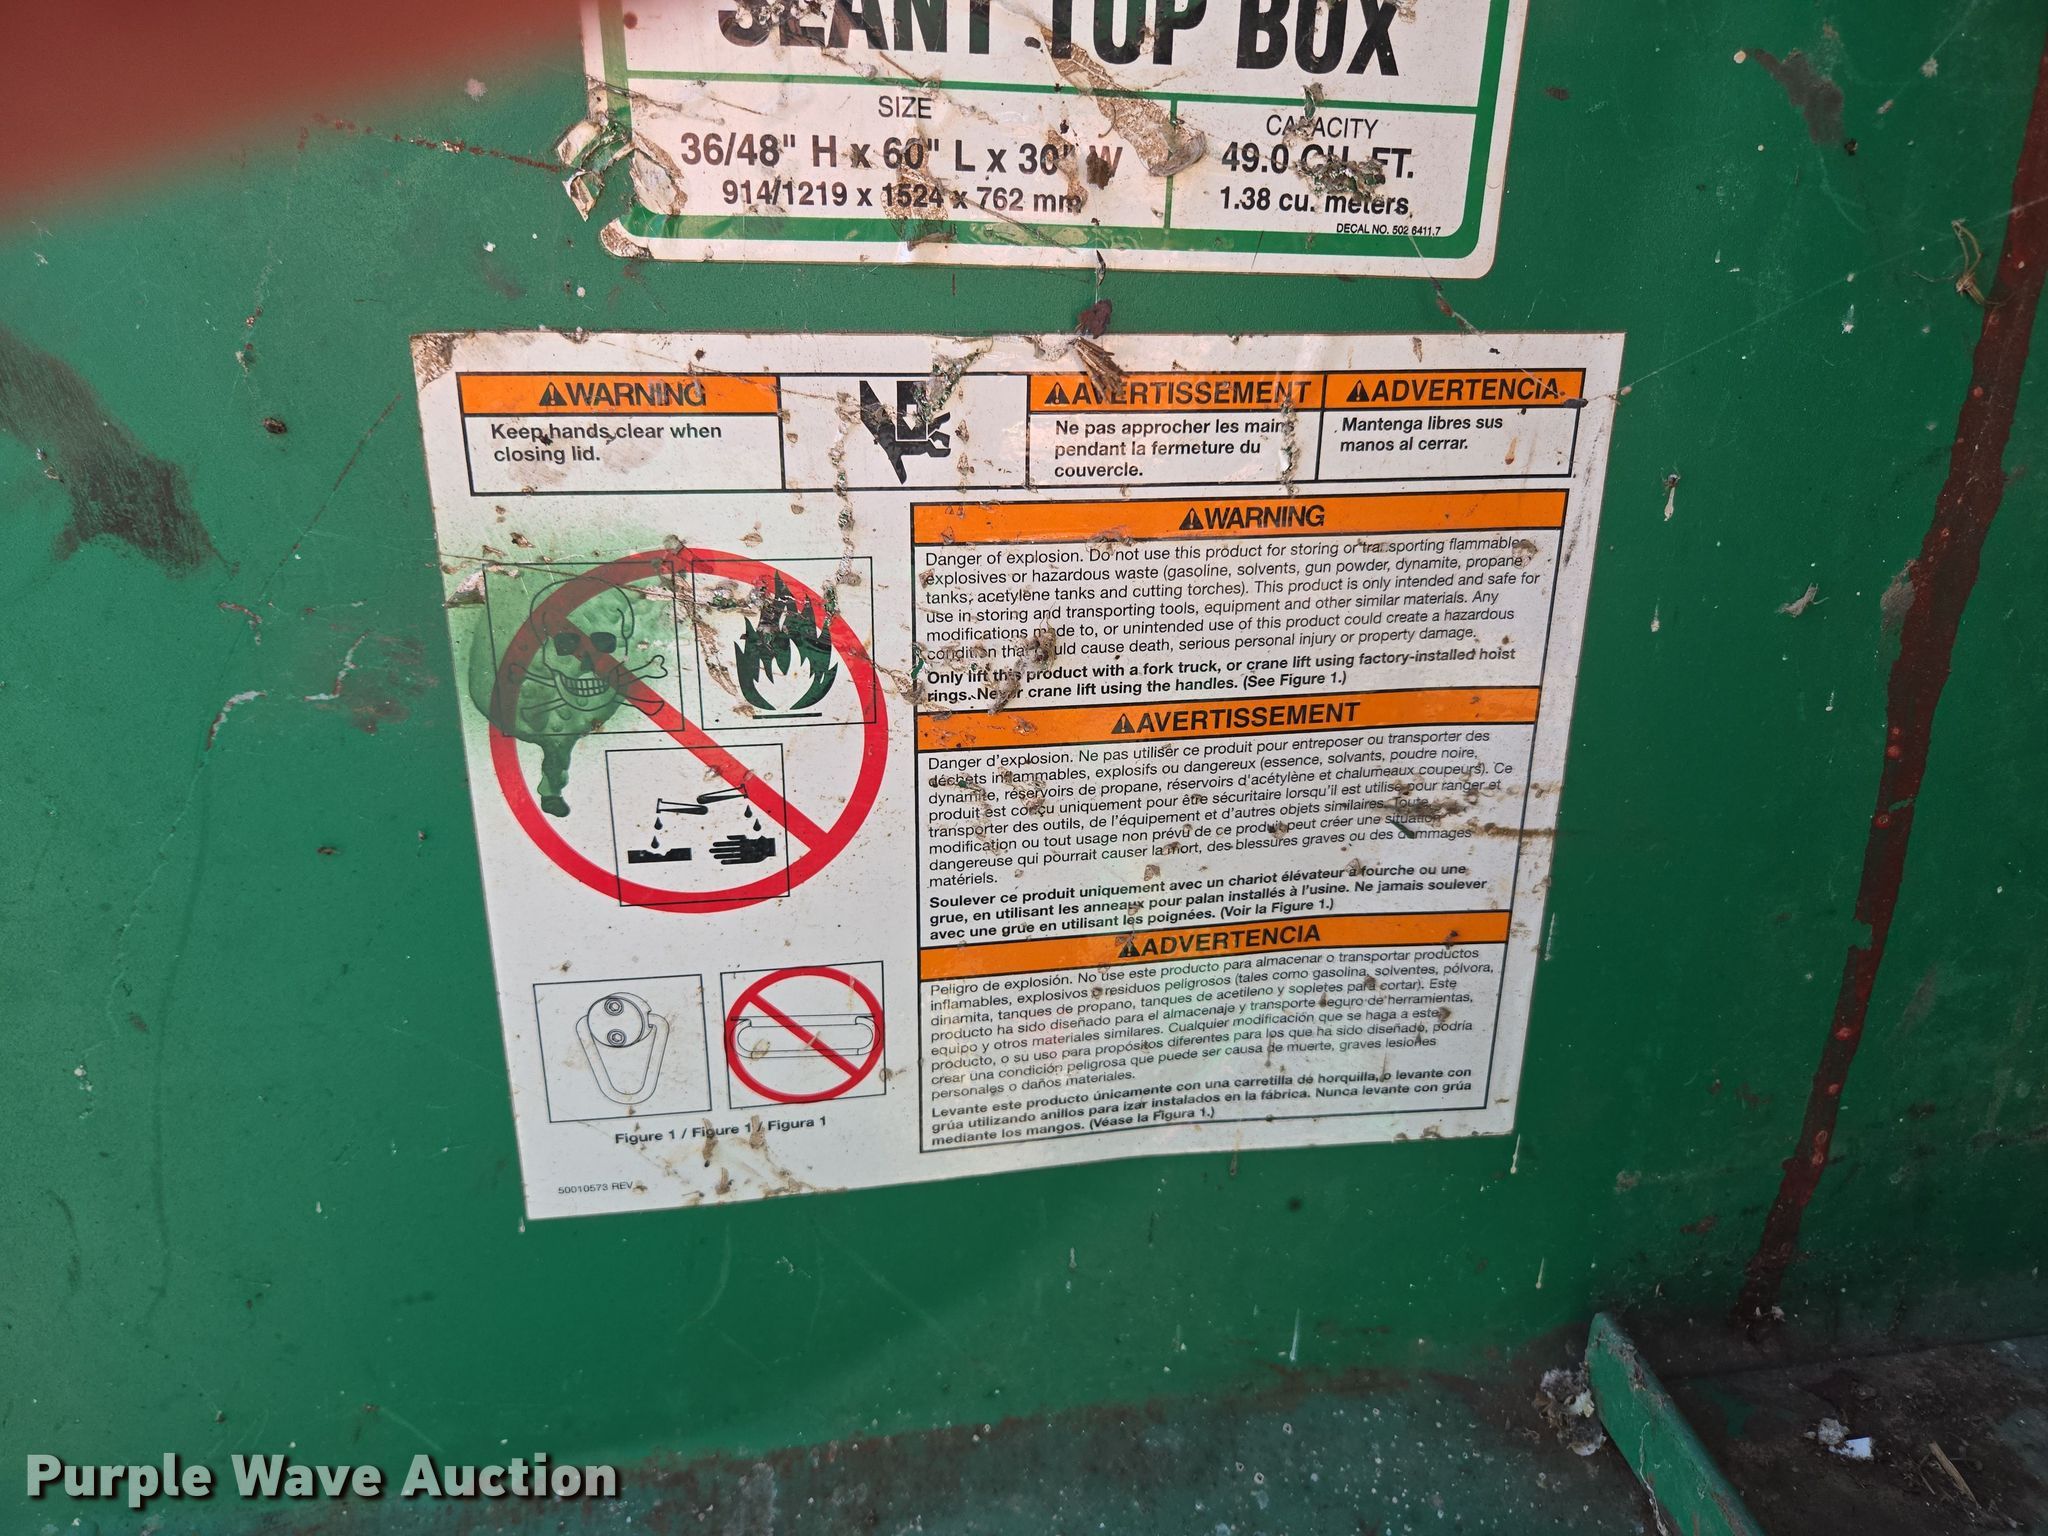 SLANT TOP BOX
SIZE
36/48" H x 60" L x 30" W
914/1219 x 1524 x 762 mm
CAPACITY
49.0 CU. FT.
1.38 cu. meters
DECAL NO. 502 6411.7
WARNING
Keep hands clear when
closing lid.
AVERTISSEMENT
Ne pas approcher les mains
pendant la fermeture du
couvercle.
ADVERTENCIA
Mantenga libres sus
manos al cerrar.
WARNING
Danger of explosion. Do not use this product for storing or transporting flammables
explosives or hazardous waste (gasoline, solvents, gun powder, dynamite, propane
tanks, acetylene tanks and cutting torches). This product is only intended and safe for
use in storing and transporting tools, equipment and other similar materials. Any
modifications made to, or unintended use of this product could create a hazardous
condition that could cause death, serious personal injury or property damage.
Only lift this product with a fork truck, or crane lift using factory-installed hoist
rings. Never crane lift using the handles. (See Figure 1.)
AVERTISSEMENT
Danger d'explosion. Ne pas utiliser ce produit pour entreposer ou transporter des
déchets inflammables, explosifs ou dangereux (essence, solvants, poudre noire,
dynamite, réservoirs de propane, réservoirs d'acétylène et chalumeaux coupeurs). Ce
produit est conçu uniquement pour être sécuritaire lorsqu'il est utilisé pour ranger et
transporter des outils, de l'équipement et d'autres objets similaires. Toute
modification ou tout usage non prévu de ce produit peut créer une situation
dangereuse qui pourrait causer la mort, des blessures graves ou des dommages
matériels.
Soulever ce produit uniquement avec un chariot élévateur à fourche ou une
grue, en utilisant les anneaux pour palan installés à l'usine. Ne jamais soulever
avec une grue en utilisant les poignées. (Voir la Figure 1.)
ADVERTENCIA
Peligro de explosión. No use este producto para almacenar o transportar productos
inflamables, explosivos o residuos peligrosos (tales como gasolina, solventes, pólvora,
dinamita, tanques de propano, tanques de acetileno y sopletes para cortar). Este
producto ha sido diseñado para el almacenaje y transporte seguro de herramientas,
equipo y otros materiales similares. Cualquier modificación que se haga a este
producto, o su uso para propósitos diferentes para los que ha sido diseñado, podría
crear una condición peligrosa que puede ser causa de muerte, graves lesiones
personales o daños materiales.
Levante este producto únicamente con una carretilla de horquilla, o levante con
grúa utilizando anillos para izar instalados en la fábrica. Nunca levante con grúa
mediante los mangos. (Véase la Figura 1.)
Figure 1 / Figure 1 / Figura 1
50010573 REV
Purple Wave Auction